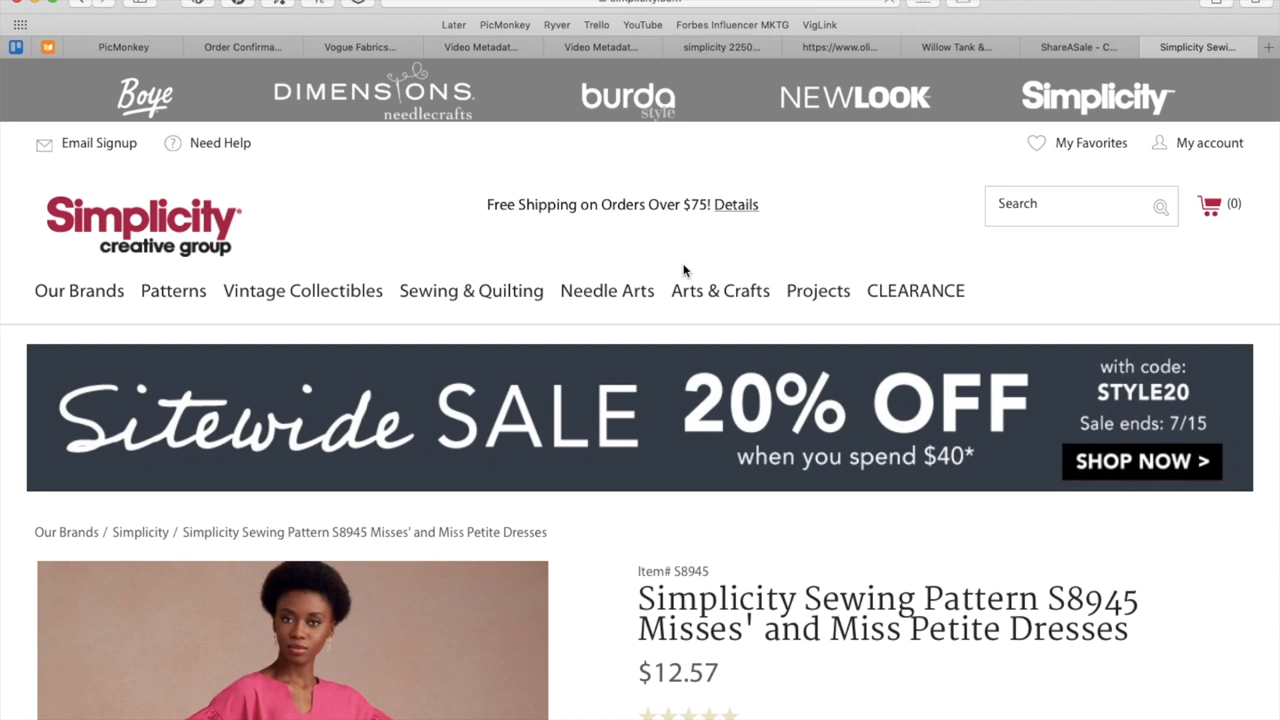 simplicity.com
Later PicMonkey Ryver Trello YouTube Forbes Influencer MKTG VigLink
PicMonkey Order Confirma... Vogue Fabrics... Video Metadat... Video Metadat... simplicity 2250... https://www.oli... Willow Tank &... ShareASale - C... Simplicity Sewi...
Boye DIMENSIONS needlecrafts burda style NEWLOOK Simplicity
Email Signup Need Help My Favorites My account
Simplicity creative group
Free Shipping on Orders Over $75! Details
Search (0)
Our Brands Patterns Vintage Collectibles Sewing & Quilting Needle Arts Arts & Crafts Projects CLEARANCE
Sitewide SALE
20% OFF
when you spend $40*
with code:
STYLE20
Sale ends: 7/15
SHOP NOW >
Our Brands / Simplicity / Simplicity Sewing Pattern S8945 Misses' and Miss Petite Dresses
Item# S8945
Simplicity Sewing Pattern S8945
Misses' and Miss Petite Dresses
$12.57